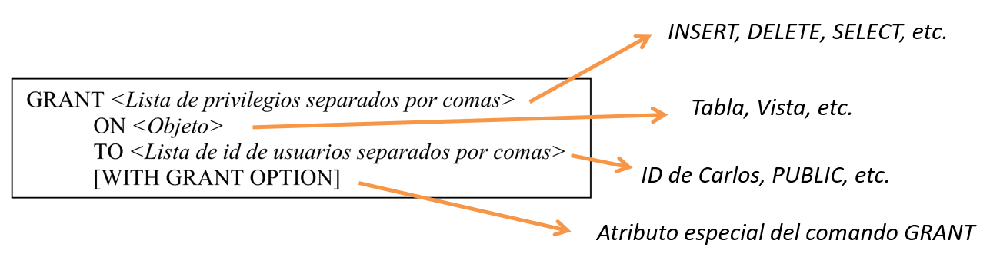 GRANT <Lista de privilegios separados por comas>
ON <Objeto>
TO <Lista de id de usuarios separados por comas>
[WITH GRANT OPTION]
INSERT, DELETE, SELECT, etc.
Tabla, Vista, etc.
ID de Carlos, PUBLIC, etc.
Atributo especial del comando GRANT